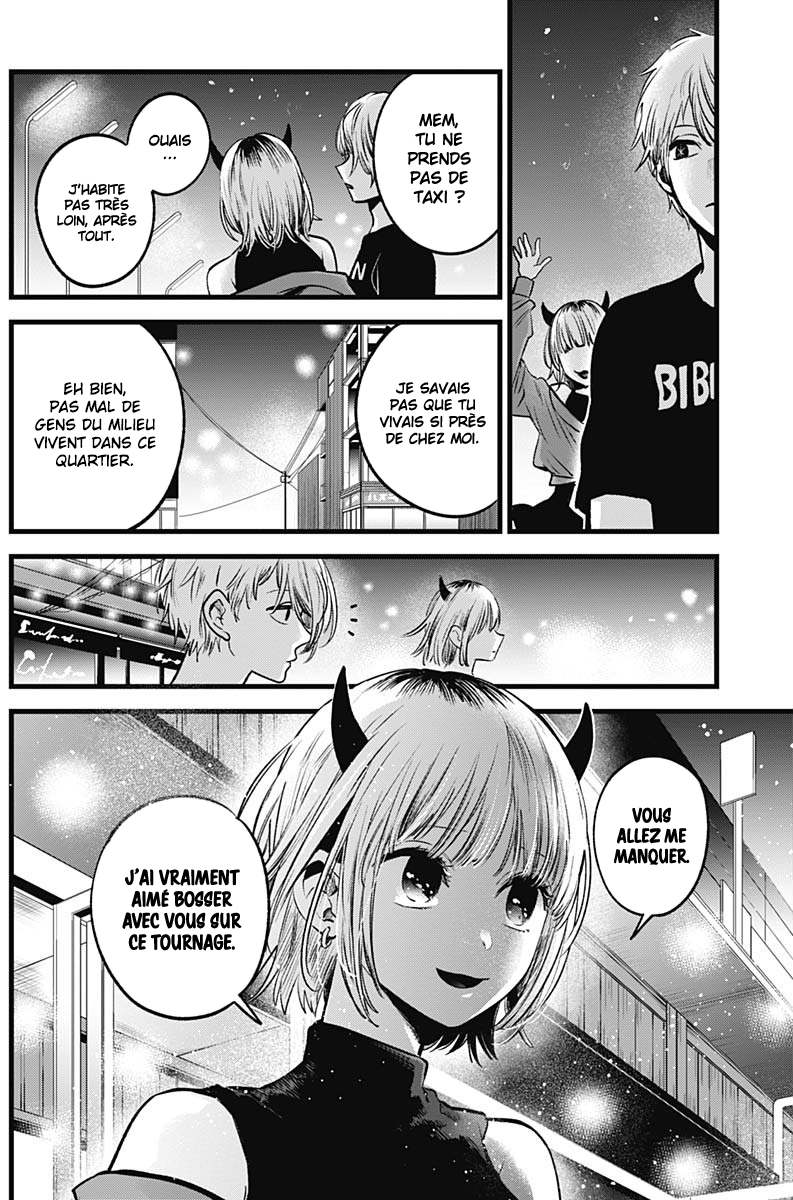 MEM,
TU NE
PRENDS
PAS DE
TAXI ?
OUAIS
...
J'HABITE
PAS TRÈS
LOIN, APRÈS
TOUT.
N
BIBI
JE SAVAIS
PAS QUE TU
VIVAIS SI PRÈS
DE CHEZ MOI.
EH BIEN,
PAS MAL DE
GENS DU MILIEU
VIVENT DANS CE
QUARTIER.
VOUS
ALLEZ ME
MANQUER.
J'AI VRAIMENT
AIMÉ BOSSER
AVEC VOUS SUR
CE TOURNAGE.